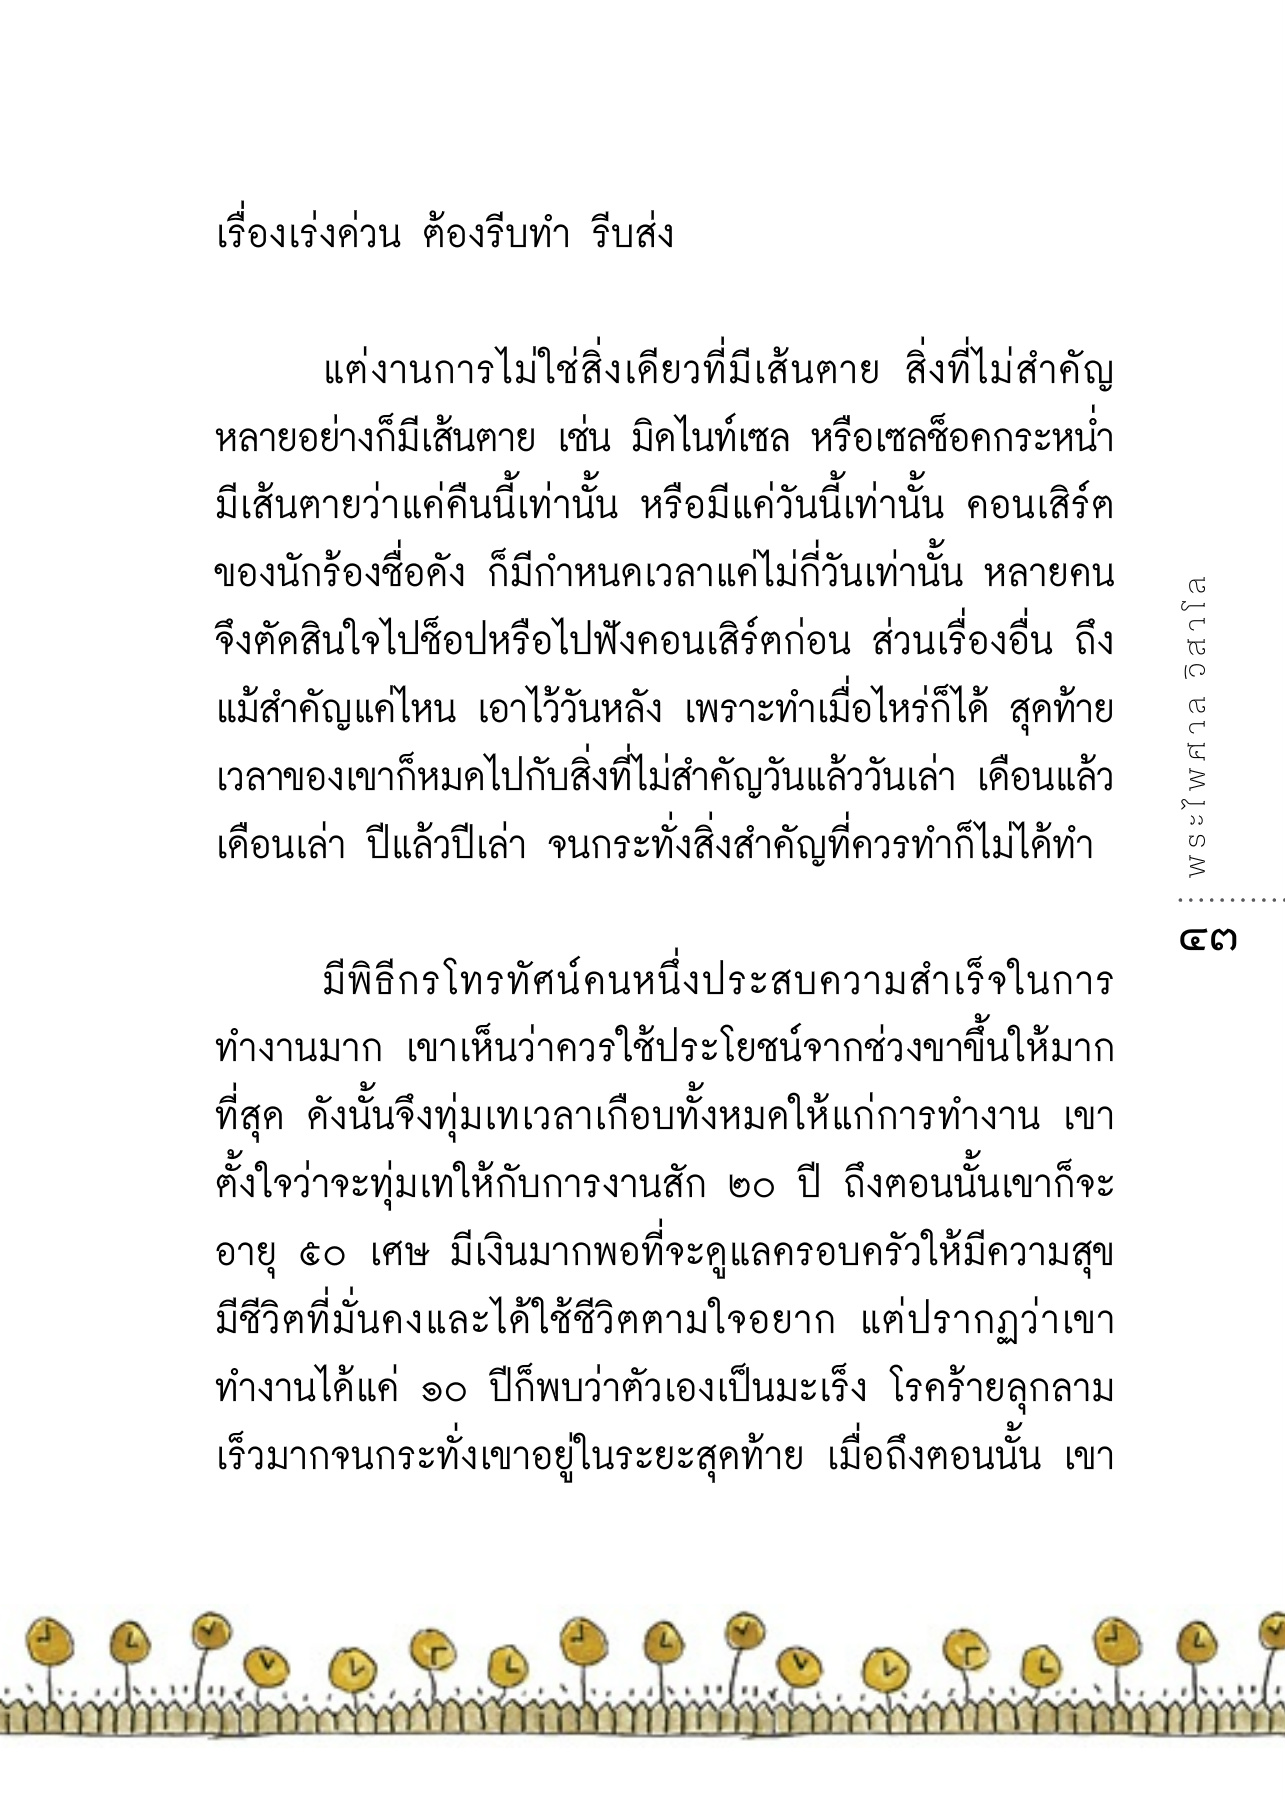 เรื่องเร่งด่วน ต้องรีบทำ รีบส่ง
แต่งานการไม่ใช่สิ่งเดียวที่มีเส้นตาย สิ่งที่ไม่สำคัญ
หลายอย่างก็มีเส้นตาย เช่น มิดไนท์เซล หรือเซลช็อคกระหน่ำ
มีเส้นตายว่าแค่คืนนี้เท่านั้น หรือมีแค่วันนี้เท่านั้น คอนเสิร์ต
ของนักร้องชื่อดัง ก็มีกำหนดเวลาแค่ไม่กี่วันเท่านั้น หลายคน
จึงตัดสินใจไปช็อปหรือไปฟังคอนเสิร์ตก่อน ส่วนเรื่องอื่น ถึง
แม้สำคัญแค่ไหน เอาไว้วันหลัง เพราะทำเมื่อไหร่ก็ได้ สุดท้าย
เวลาของเขาก็หมดไปกับสิ่งที่ไม่สำคัญวันแล้ววันเล่า เดือนแล้ว
เดือนเล่า ปีแล้วปีเล่า จนกระทั่งสิ่งสำคัญที่ควรทำก็ไม่ได้ทำ
มีพิธีกรโทรทัศน์คนหนึ่งประสบความสำเร็จในการ
ทำงานมาก เขาเห็นว่าควรใช้ประโยชน์จากช่วงขาขึ้นให้มาก
ที่สุด ดังนั้นจึงทุ่มเทเวลาเกือบทั้งหมดให้แก่การทำงาน เขา
ตั้งใจว่าจะทุ่มเทให้กับการงานสัก ๒๐ ปี ถึงตอนนั้นเขาก็จะ
อายุ ๕๐ เศษ มีเงินมากพอที่จะดูแลครอบครัวให้มีความสุข
มีชีวิตที่มั่นคงและได้ใช้ชีวิตตามใจอยาก แต่ปรากฏว่าเขา
ทำงานได้แค่ ๑๐ ปีก็พบว่าตัวเองเป็นมะเร็ง โรคร้ายลุกลาม
เร็วมากจนกระทั่งเขาอยู่ในระยะสุดท้าย เมื่อถึงตอนนั้น เขา
พระไพศาล วิสาโล
๔๓